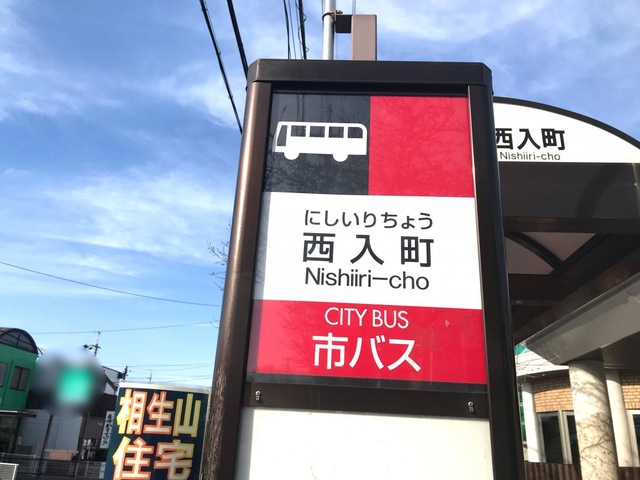 にしいりちょう
西入町
Nishiiri-cho
CITY BUS
市バス
西入町
Nishiiri-cho
相生山
住宅